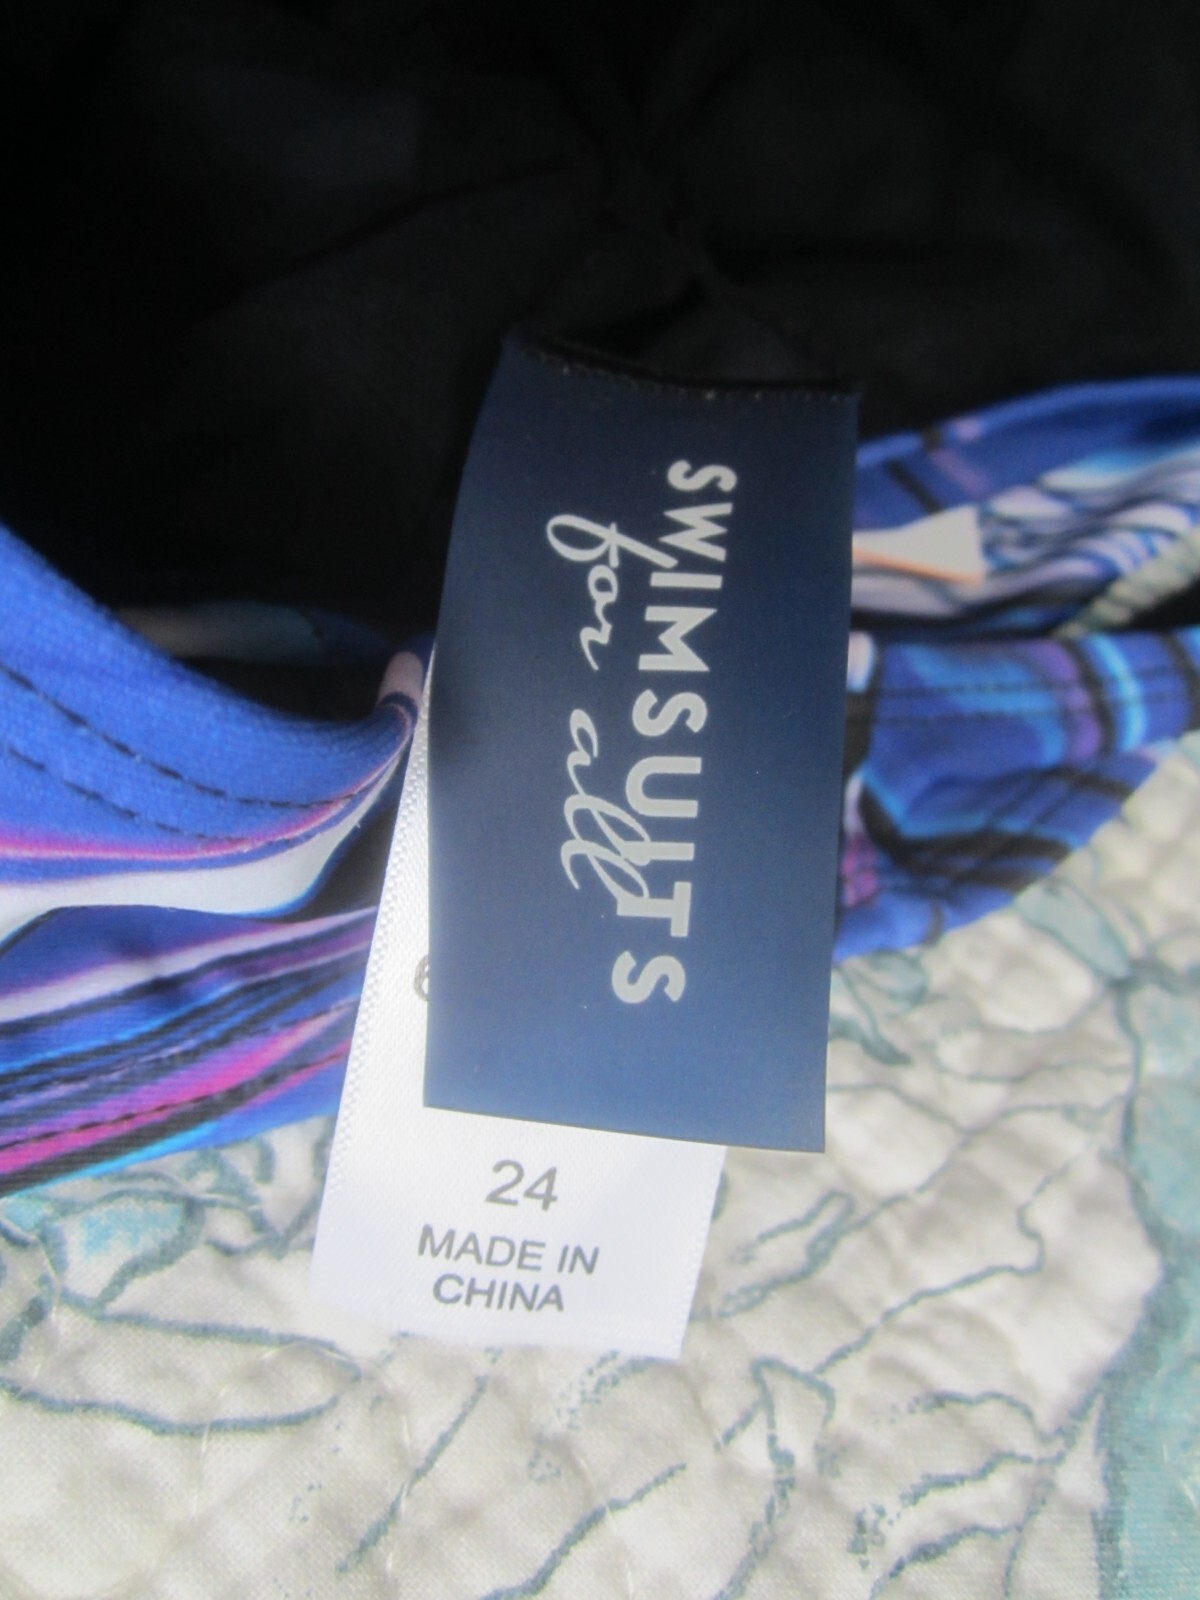 SWIMSUITS
for all
24
MADE IN
CHINA